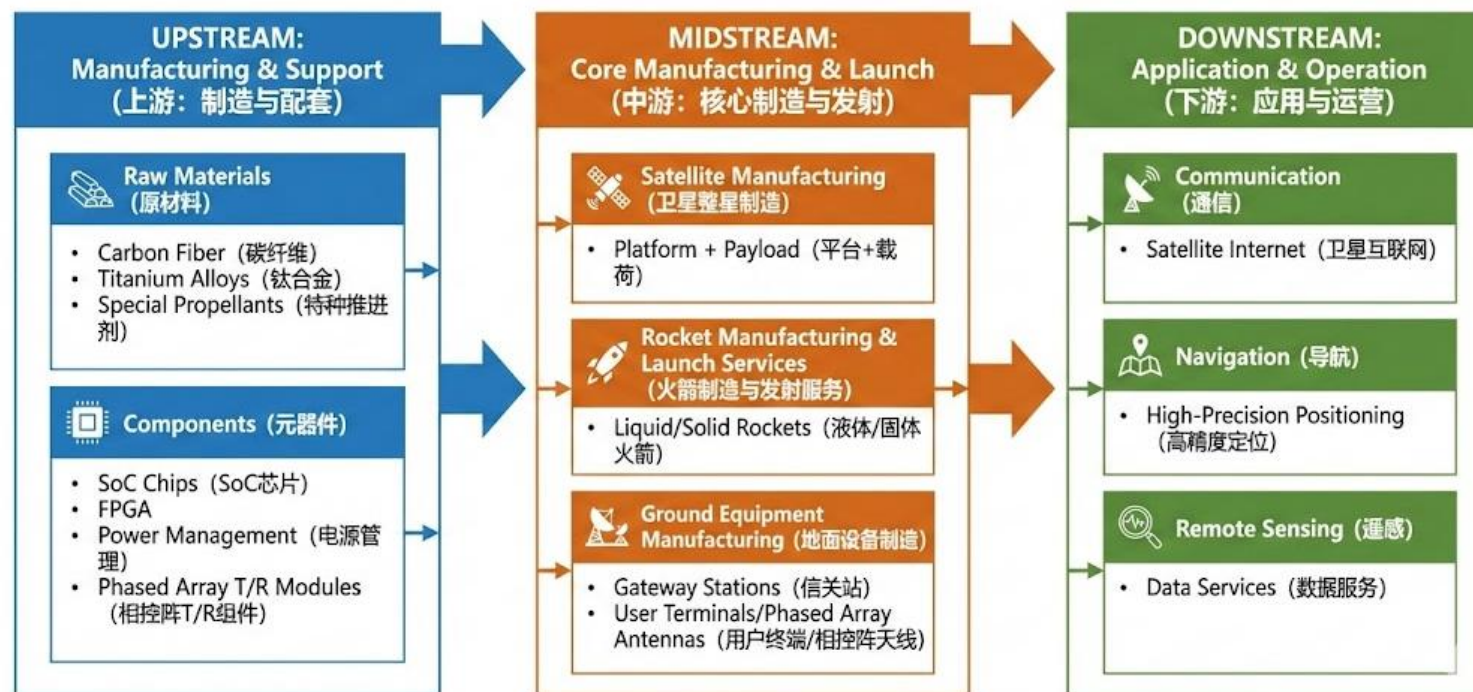 UPSTREAM:
Manufacturing & Support
(上游：制造与配套)
Raw Materials
(原材料)
• Carbon Fiber（碳纤维）
• Titanium Alloys（钛合金）
• Special Propellants（特种推进
剂）
Components（元器件）
• SoC Chips（SoC芯片）
• FPGA
• Power Management（电源管
理）
• Phased Array T/R Modules
（相控阵T/R组件）
MIDSTREAM:
Core Manufacturing & Launch
(中游：核心制造与发射)
Satellite Manufacturing
(卫星整星制造)
• Platform + Payload（平台+载
荷）
Rocket Manufacturing &
Launch Services
(火箭制造与发射服务)
• Liquid/Solid Rockets（液体/固体
火箭）
Ground Equipment
Manufacturing (地面设备制造)
• Gateway Stations（信关站）
• User Terminals/Phased Array
Antennas（用户终端/相控阵天线）
DOWNSTREAM:
Application & Operation
(下游：应用与运营)
Communication
(通信)
• Satellite Internet（卫星互联网）
Navigation (导航)
• High-Precision Positioning
（高精度定位）
Remote Sensing (遥感)
• Data Services（数据服务）